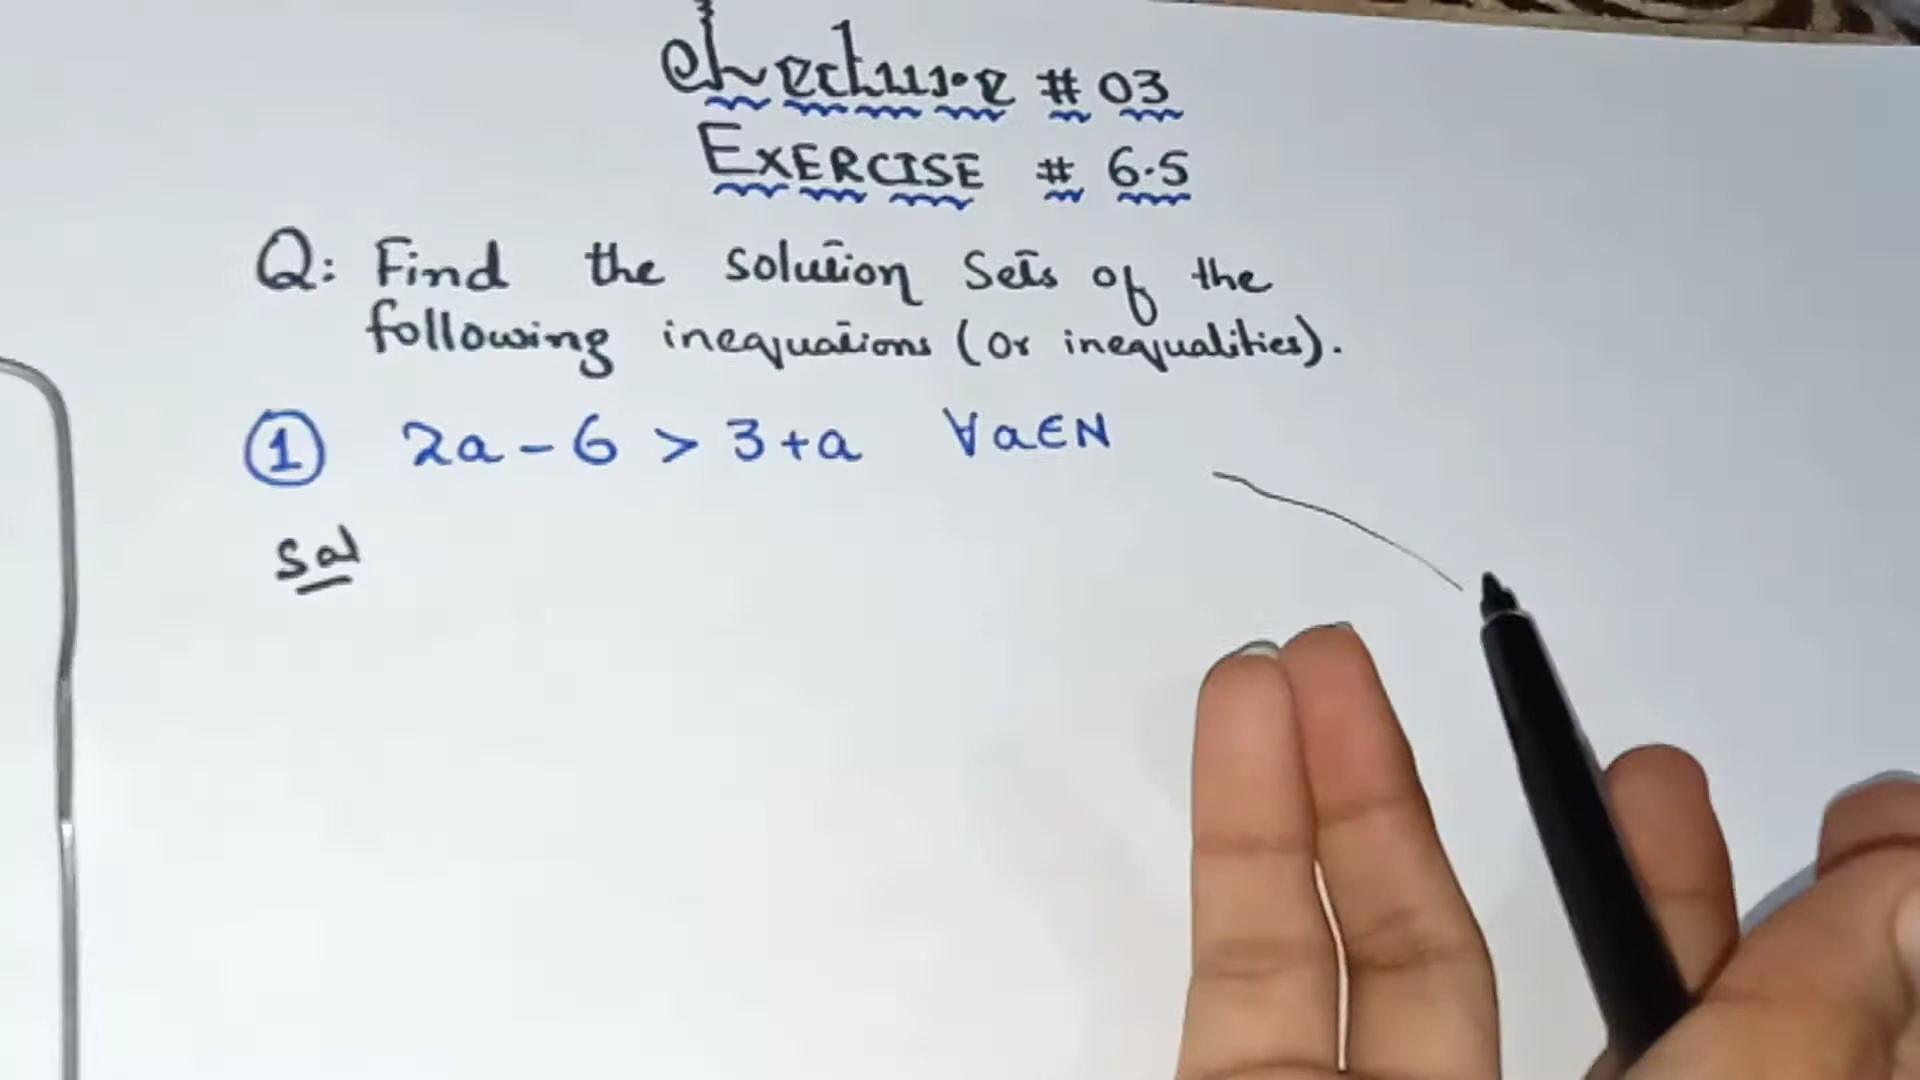 Lecture # 03
EXERCISE # 6.5
Q: Find the solution Sets of the
following inequations (or inequalities).
① 2a - 6 > 3 + a ∀ a ∈ N
Sol